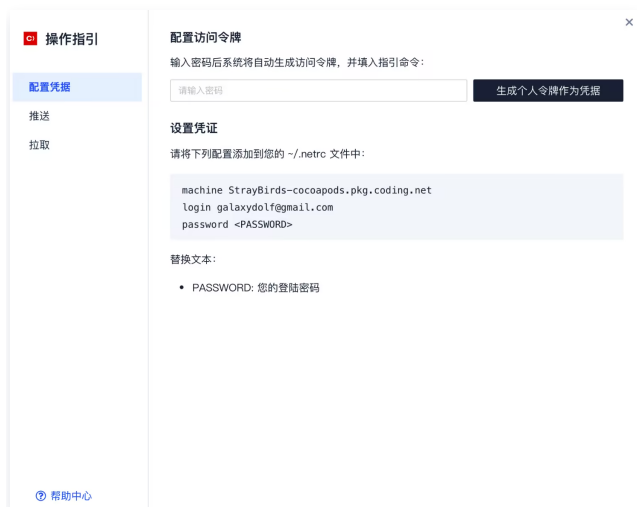 操作指引
配置凭据
推送
拉取
帮助中心
配置访问令牌
输入密码后系统将自动生成访问令牌，并填入指引命令：
请输入密码
生成个人令牌作为凭据
设置凭证
请将下列配置添加到您的 ~/.netrc 文件中：
machine StrayBirds-cocoapods.pkg.coding.net
login galaxydolf@gmail.com
password <PASSWORD>
替换文本：
• PASSWORD: 您的登陆密码